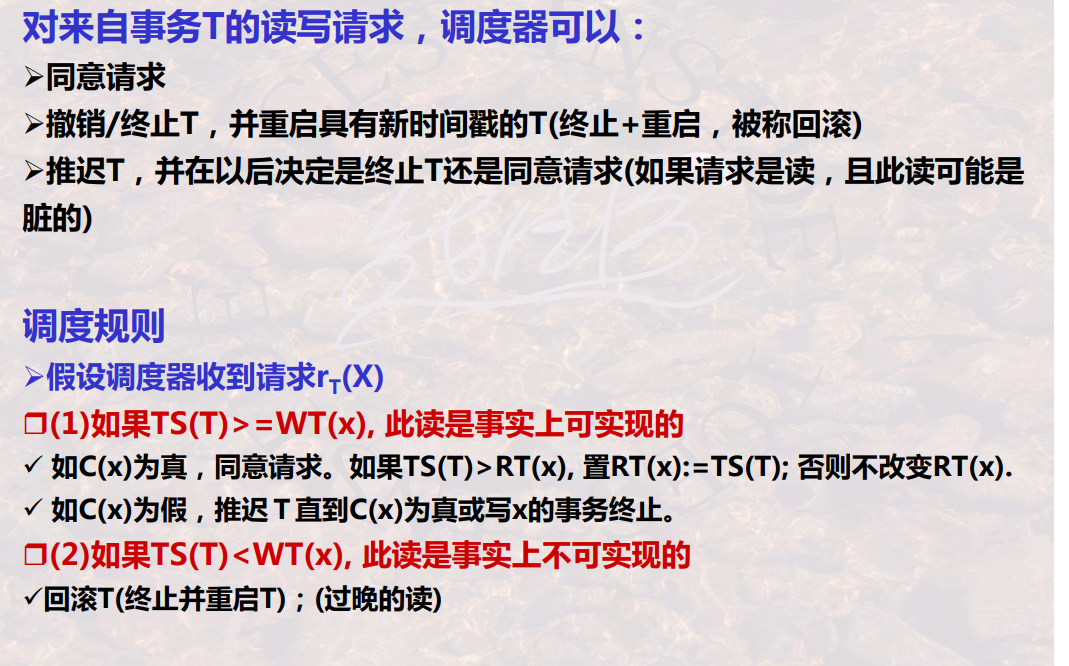 对来自事务T的读写请求，调度器可以：
➢同意请求
➢撤销/终止T，并重启具有新时间戳的T(终止+重启，被称回滚)
➢推迟T，并在以后决定是终止T还是同意请求(如果请求是读，且此读可能是
脏的)
调度规则
➢假设调度器收到请求rT(X)
❒(1)如果TS(T)>=WT(x), 此读是事实上可实现的
✓ 如C(x)为真，同意请求。如果TS(T)>RT(x), 置RT(x):=TS(T); 否则不改变RT(x).
✓ 如C(x)为假，推迟T直到C(x)为真或写x的事务终止。
❒(2)如果TS(T)<WT(x), 此读是事实上不可实现的
✓回滚T(终止并重启T)；(过晚的读)